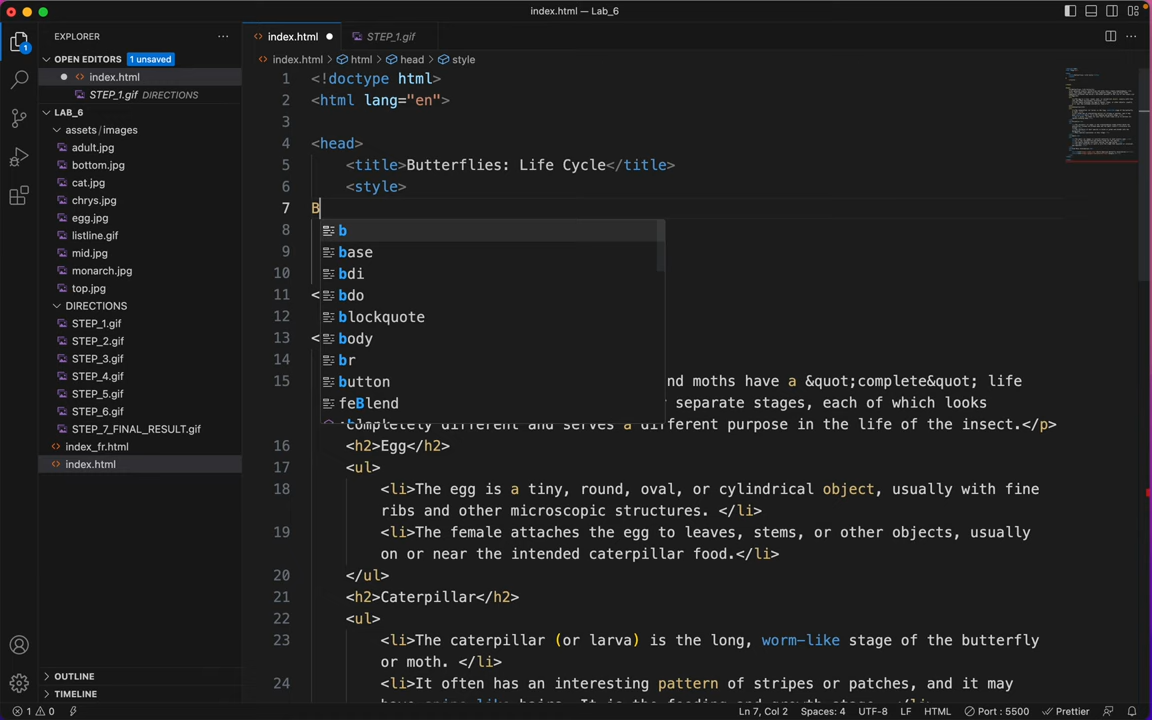 index.html — Lab_6
EXPLORER
OPEN EDITORS 1 unsaved
index.html
STEP_1.gif DIRECTIONS
LAB_6
assets/images
adult.jpg
bottom.jpg
cat.jpg
chrys.jpg
egg.jpg
listline.gif
mid.jpg
monarch.jpg
top.jpg
DIRECTIONS
STEP_1.gif
STEP_2.gif
STEP_3.gif
STEP_4.gif
STEP_5.gif
STEP_6.gif
STEP_7_FINAL_RESULT.gif
index_fr.html
index.html
OUTLINE
TIMELINE
1
index.html
STEP_1.gif
index.html > html > head > style
1 <!doctype html>
2 <html lang="en">
3
4 <head>
5 <title>Butterflies: Life Cycle</title>
6 <style>
7 B
8 b
9 base
10 bdi
11 < bdo
12 blockquote
13 < body
14 br
15 button nd moths have a &quot;complete&quot; life
feBlend separate stages, each of which looks
completely different and serves a different purpose in the life of the insect.</p>
16 <h2>Egg</h2>
17 <ul>
18 <li>The egg is a tiny, round, oval, or cylindrical object, usually with fine
ribs and other microscopic structures. </li>
19 <li>The female attaches the egg to leaves, stems, or other objects, usually
on or near the intended caterpillar food.</li>
20 </ul>
21 <h2>Caterpillar</h2>
22 <ul>
23 <li>The caterpillar (or larva) is the long, worm-like stage of the butterfly
or moth. </li>
24 <li>It often has an interesting pattern of stripes or patches, and it may
1 0
Ln 7, Col 2 Spaces: 4 UTF-8 LF HTML Port : 5500 Prettier